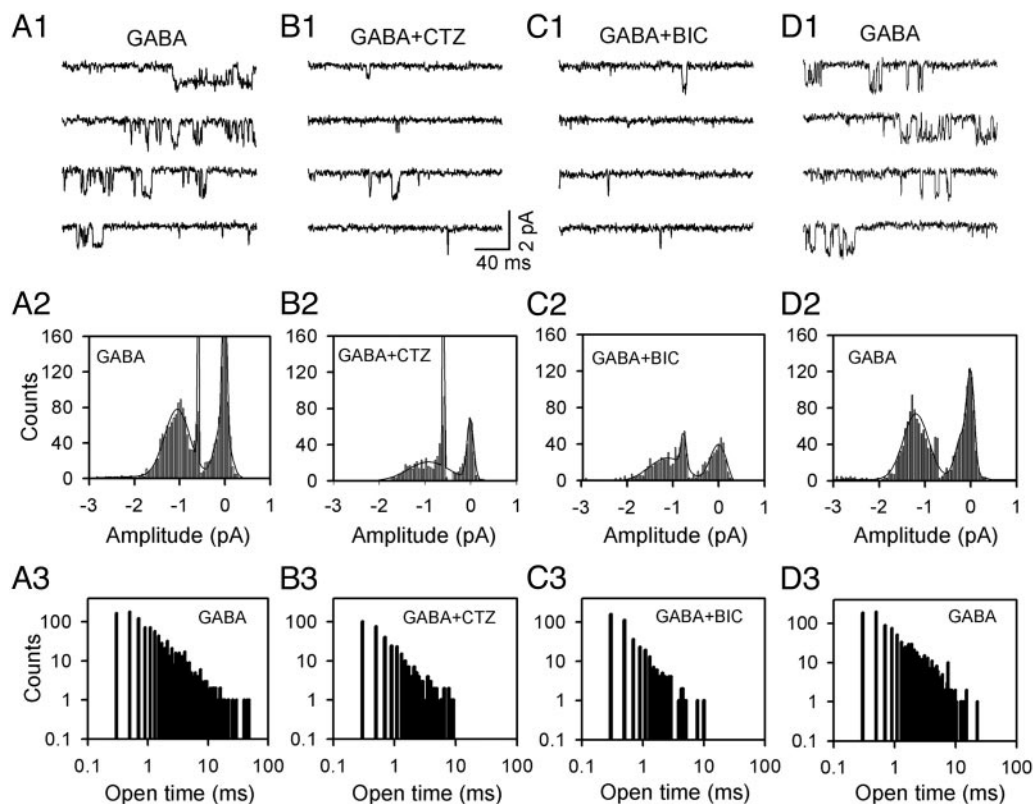 A1 B1 C1 D1
GABA GABA+CTZ GABA+BIC GABA
2 pA
40 ms
A2 B2 C2 D2
160 160 160 160
GABA GABA+CTZ GABA+BIC GABA
120 120 120 120
Counts
80 80 80 80
40 40 40 40
0 0 0 0
-3 -2 -1 0 1 -3 -2 -1 0 1 -3 -2 -1 0 1 -3 -2 -1 0 1
Amplitude (pA) Amplitude (pA) Amplitude (pA) Amplitude (pA)
A3 B3 C3 D3
GABA GABA+CTZ GABA+BIC GABA
100 100 100 100
Counts
10 10 10 10
1 1 1 1
0.1 0.1 0.1 0.1
0.1 1 10 100 0.1 1 10 100 0.1 1 10 100 0.1 1 10 100
Open time (ms) Open time (ms) Open time (ms) Open time (ms)